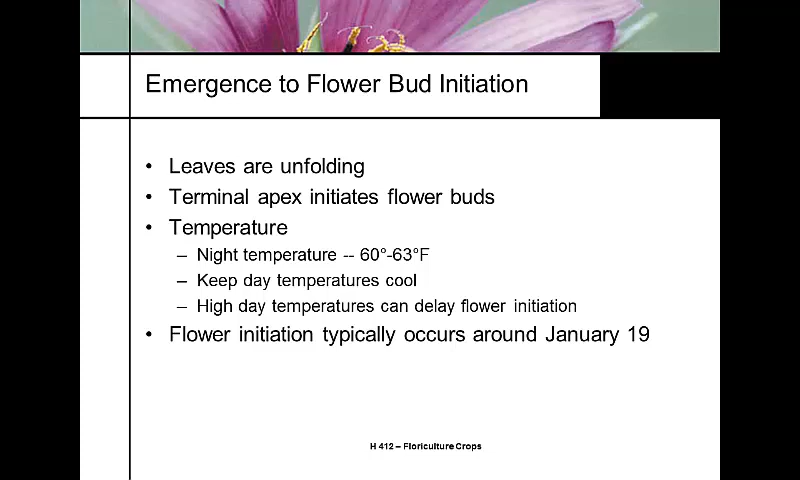 Emergence to Flower Bud Initiation
• Leaves are unfolding
• Terminal apex initiates flower buds
• Temperature
– Night temperature -- 60°-63°F
– Keep day temperatures cool
– High day temperatures can delay flower initiation
• Flower initiation typically occurs around January 19
H 412 – Floriculture Crops